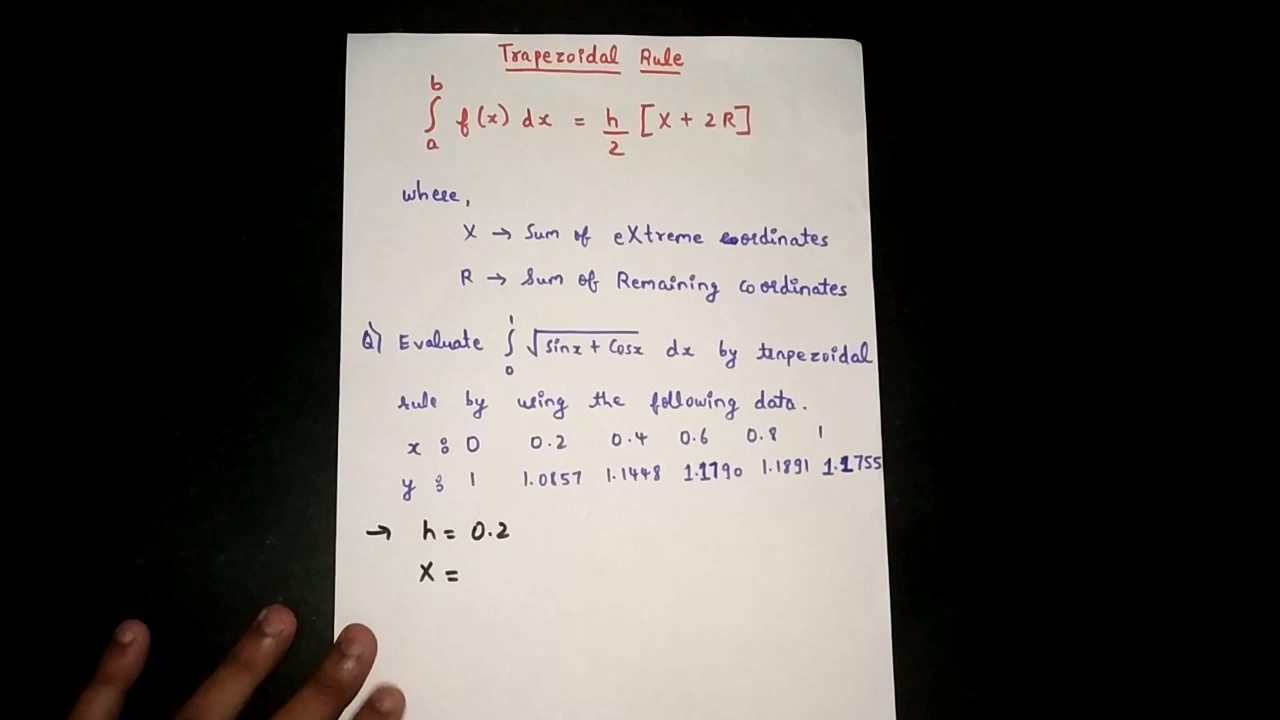 Trapezoidal Rule
b
∫ f(x) dx = h/2 [X + 2R]
a
where,
X → Sum of eXtreme coordinates
R → Sum of Remaining coordinates
Q) Evaluate ∫₀¹ √(sinx + Cosx) dx by trapezoidal
rule by using the following data.
x : 0 0.2 0.4 0.6 0.8 1
y : 1 1.0857 1.1448 1.1790 1.1891 1.1755
→ h = 0.2
X =